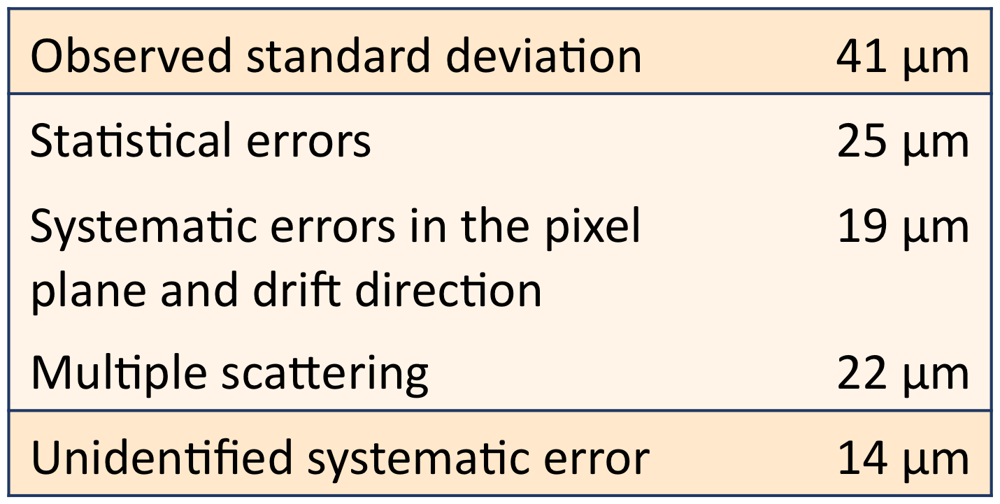 Observed standard deviation 41 µm
Statistical errors 25 µm
Systematic errors in the pixel 19 µm
plane and drift direction
Multiple scattering 22 µm
Unidentified systematic error 14 µm